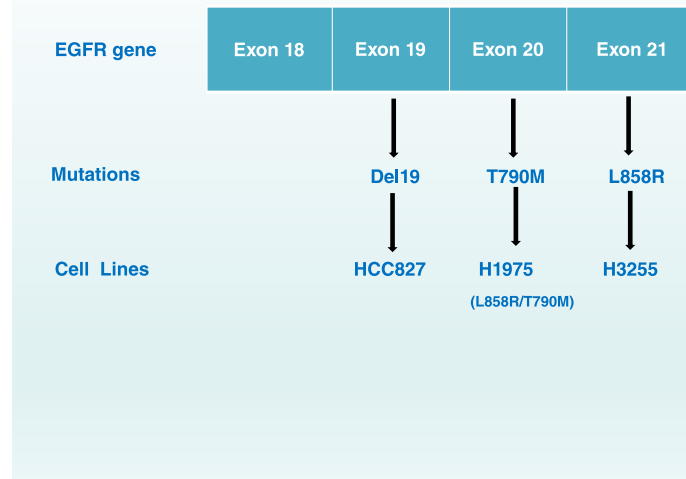 EGFR gene Exon 18 Exon 19 Exon 20 Exon 21
Mutations Del19 T790M L858R
Cell Lines HCC827 H1975 H3255
(L858R/T790M)